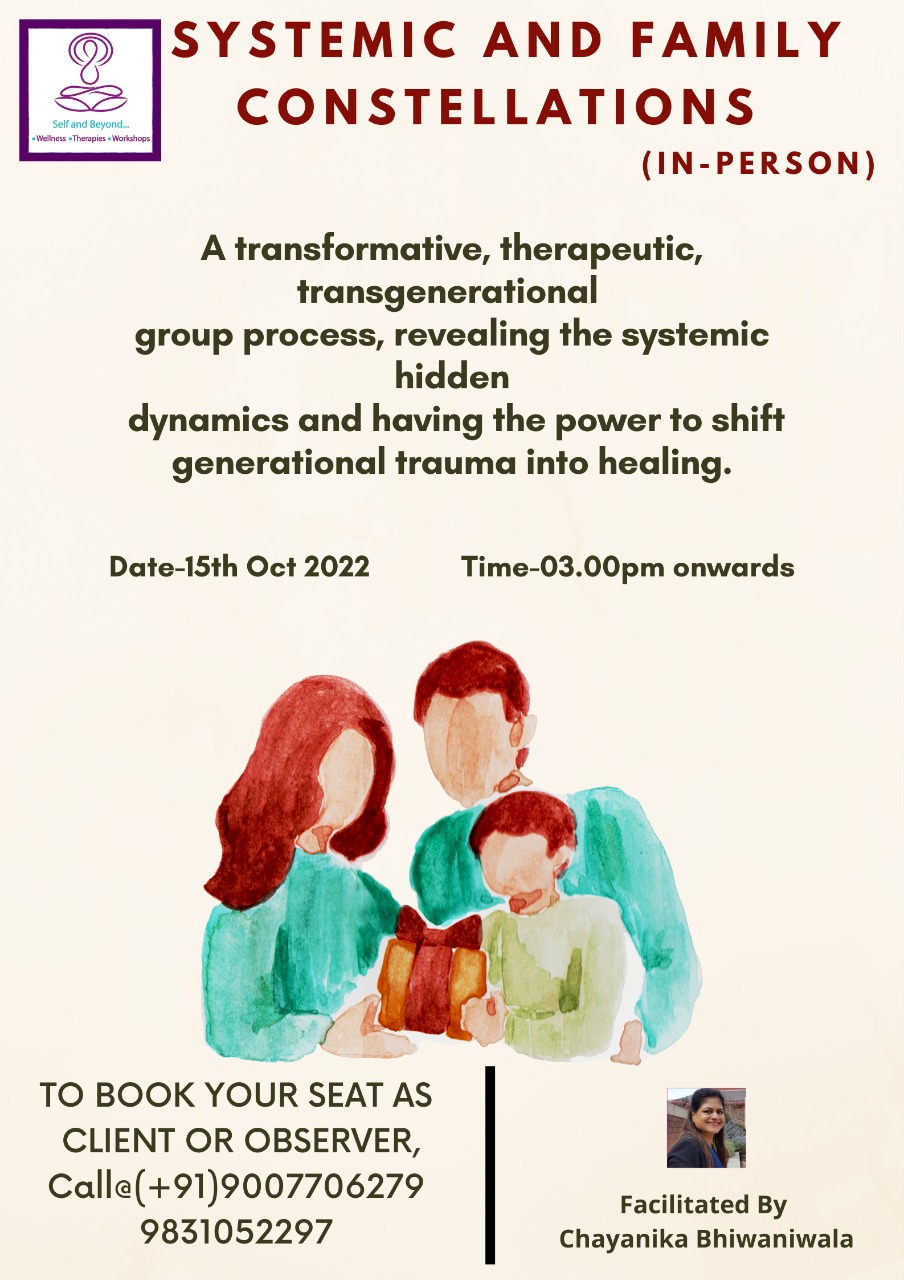 SYSTEMIC AND FAMILY
CONSTELLATIONS
(IN-PERSON)
Self and Beyond...
•Wellness •Therapies •Workshops
A transformative, therapeutic,
transgenerational
group process, revealing the systemic
hidden
dynamics and having the power to shift
generational trauma into healing.
Date-15th Oct 2022
Time-03.00pm onwards
TO BOOK YOUR SEAT AS
CLIENT OR OBSERVER,
Call@(+91)9007706279
9831052297
Facilitated By
Chayanika Bhiwaniwala